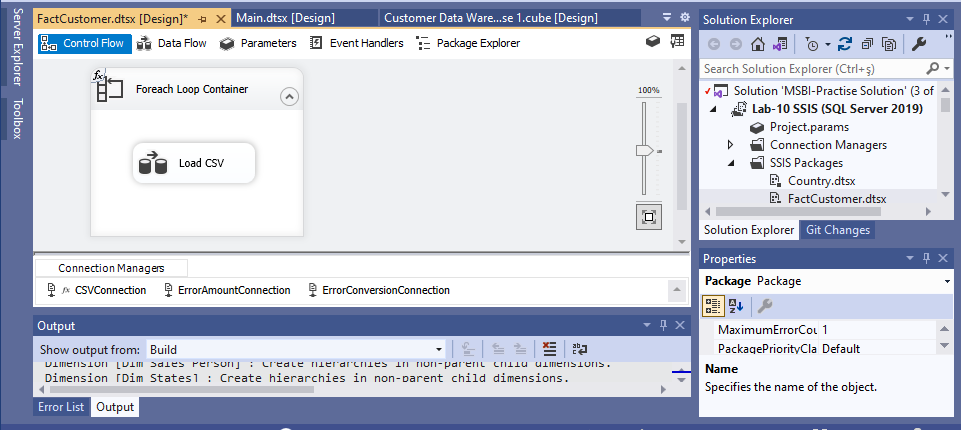 Server Explorer
Toolbox
FactCustomer.dtsx [Design]*
Main.dtsx [Design]
Customer Data Ware...se 1.cube [Design]
Control Flow
Data Flow
Parameters
Event Handlers
Package Explorer
fx
Foreach Loop Container
Load CSV
100%
Connection Managers
fx CSVConnection
ErrorAmountConnection
ErrorConversionConnection
Output
Show output from: Build
Dimension [Dim Sales Person] : Create hierarchies in non-parent child dimensions.
Dimension [Dim States] : Create hierarchies in non-parent child dimensions.
Error List
Output
Solution Explorer
Search Solution Explorer (Ctrl+ş)
Solution 'MSBI-Practise Solution' (3 of
Lab-10 SSIS (SQL Server 2019)
Project.params
Connection Managers
SSIS Packages
Country.dtsx
FactCustomer.dtsx
Solution Explorer
Git Changes
Properties
Package Package
MaximumErrorCou 1
PackagePriorityCla Default
Name
Specifies the name of the object.